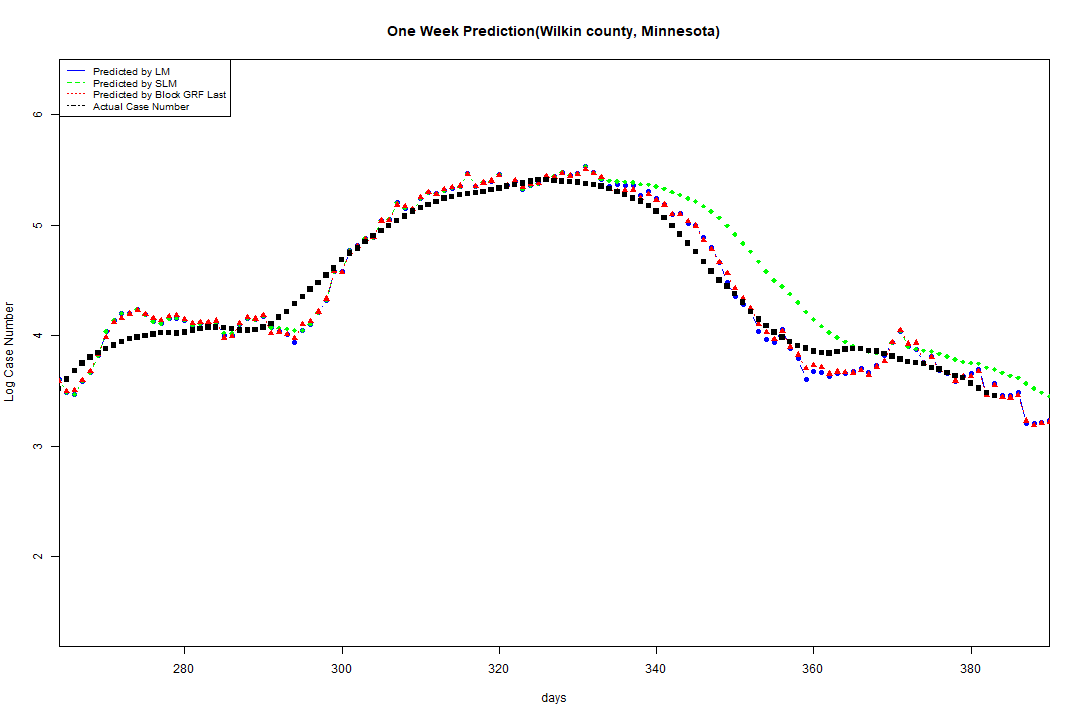 One Week Prediction(Wilkin county, Minnesota)
Predicted by LM
Predicted by SLM
Predicted by Block GRF Last
Actual Case Number
Log Case Number
6
5
4
3
2
280 300 320 340 360 380
days